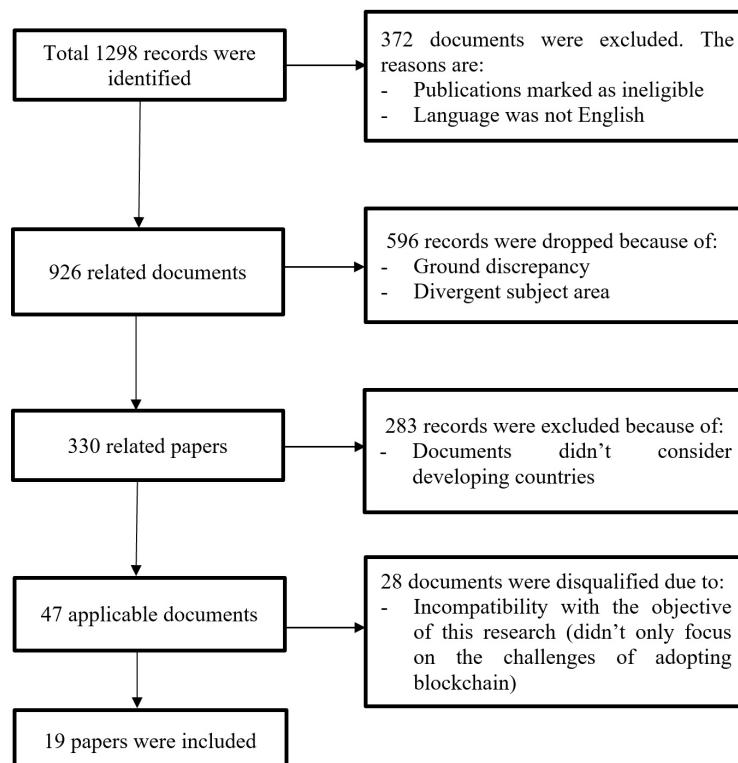 Total 1298 records were
identified
372 documents were excluded. The
reasons are:
- Publications marked as ineligible
- Language was not English
926 related documents
596 records were dropped because of:
- Ground discrepancy
- Divergent subject area
330 related papers
283 records were excluded because of:
- Documents didn’t consider
developing countries
47 applicable documents
28 documents were disqualified due to:
- Incompatibility with the objective
of this research (didn’t only focus
on the challenges of adopting
blockchain)
19 papers were included